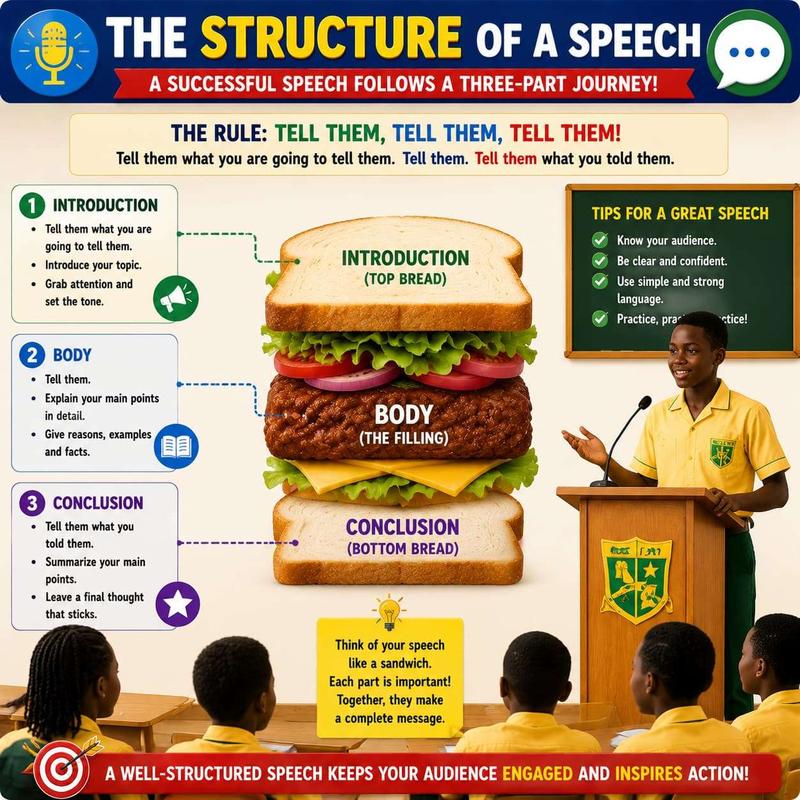 THE STRUCTURE OF A SPEECH
A SUCCESSFUL SPEECH FOLLOWS A THREE-PART JOURNEY!
THE RULE: TELL THEM, TELL THEM, TELL THEM!
Tell them what you are going to tell them. Tell them. Tell them what you told them.
1 INTRODUCTION
• Tell them what you are
going to tell them.
• Introduce your topic.
• Grab attention and
set the tone.
2 BODY
• Tell them.
• Explain your main points
in detail.
• Give reasons, examples
and facts.
3 CONCLUSION
• Tell them what you
told them.
• Summarize your main
points.
• Leave a final thought
that sticks.
INTRODUCTION
(TOP BREAD)
BODY
(THE FILLING)
CONCLUSION
(BOTTOM BREAD)
TIPS FOR A GREAT SPEECH
Know your audience.
Be clear and confident.
Use simple and strong
language.
Practice,
Think of your speech
like a sandwich.
Each part is important!
Together, they make
a complete message.
A WELL-STRUCTURED SPEECH KEEPS YOUR AUDIENCE ENGAGED AND INSPIRES ACTION!